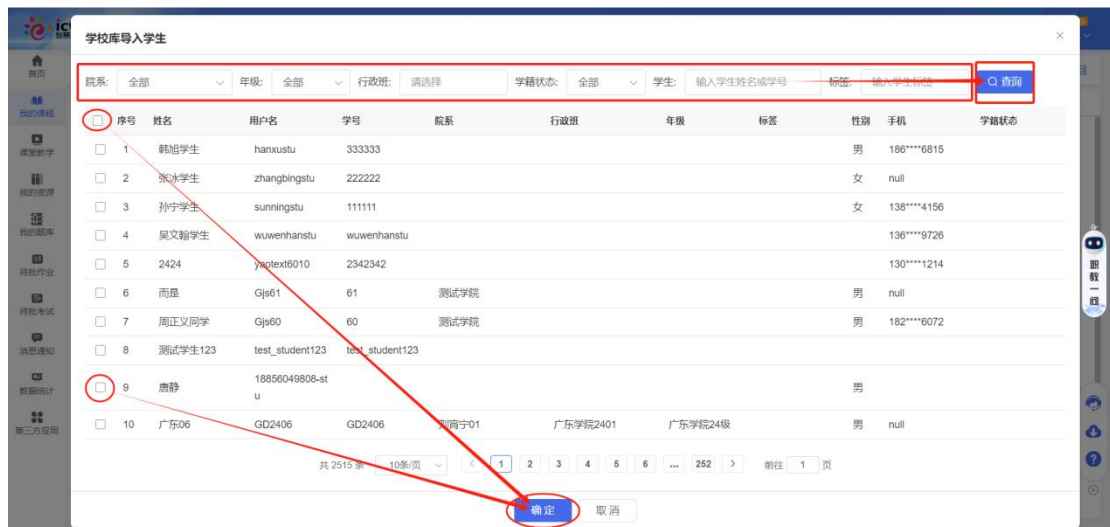 学校库导入学生
院系: 全部 年级: 全部 行政班: 请选择 学籍状态: 全部 学生: 输入学生姓名或学号 标签: 输入学生标签 查询
序号 姓名 用户名 学号 院系 行政班 年级 标签 性别 手机 学籍状态
1 韩旭学生 hanxustu 333333 男 186****6815
2 张冰学生 zhangbingstu 222222 女 null
3 孙宁学生 sunningstu 111111 女 138****4156
4 吴文翰学生 wuwenhanstu wuwenhanstu 136****9726
5 2424 yaotext6010 2342342 130****1214
6 而是 Gjs61 61 测试学院 男 null
7 周正义同学 Gjs60 60 测试学院 男 182****6072
8 测试学生123 test_student123 test_student123
9 唐静 18856049808-st
u 男
10 广东06 GD2406 GD2406 刘宵宁01 广东学院2401 广东学院24级 男 null
共 2515 条 10条/页 1 2 3 4 5 6 ... 252 前往 1 页
确定 取消
首页
我的课程
课堂教学
我的资源
我的题库
待批作业
待批考试
消息通知
数据统计
第三方应用
职教一问